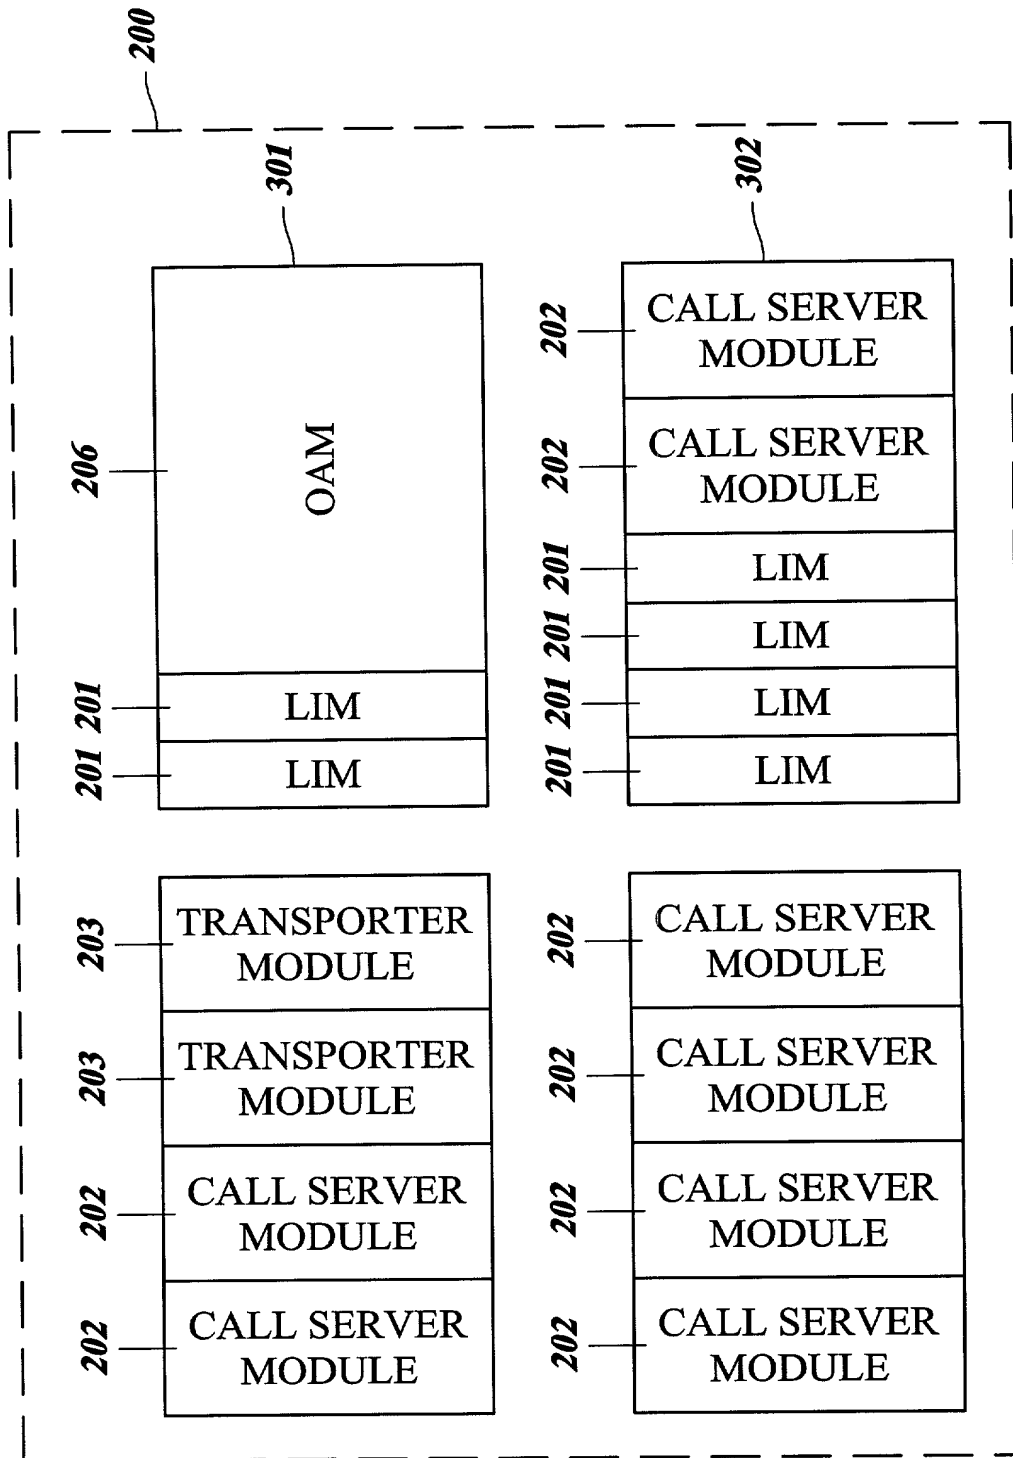 200
301
206
OAM
201
LIM
201
LIM
302
202
CALL SERVER
MODULE
202
CALL SERVER
MODULE
201
LIM
201
LIM
201
LIM
201
LIM
203
TRANSPORTER
MODULE
203
TRANSPORTER
MODULE
202
CALL SERVER
MODULE
202
CALL SERVER
MODULE
202
CALL SERVER
MODULE
202
CALL SERVER
MODULE
202
CALL SERVER
MODULE
202
CALL SERVER
MODULE